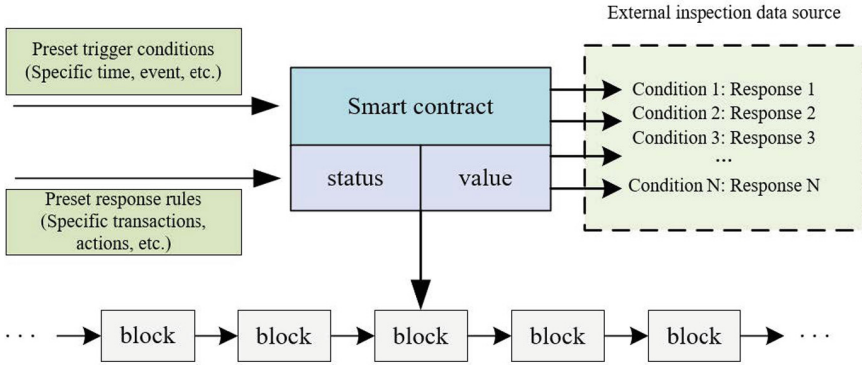 External inspection data source
Preset trigger conditions
(Specific time, event, etc.)
Smart contract
status
value
Condition 1: Response 1
Condition 2: Response 2
Condition 3: Response 3
...
Condition N: Response N
Preset response rules
(Specific transactions,
actions, etc.)
... block block block block block ...